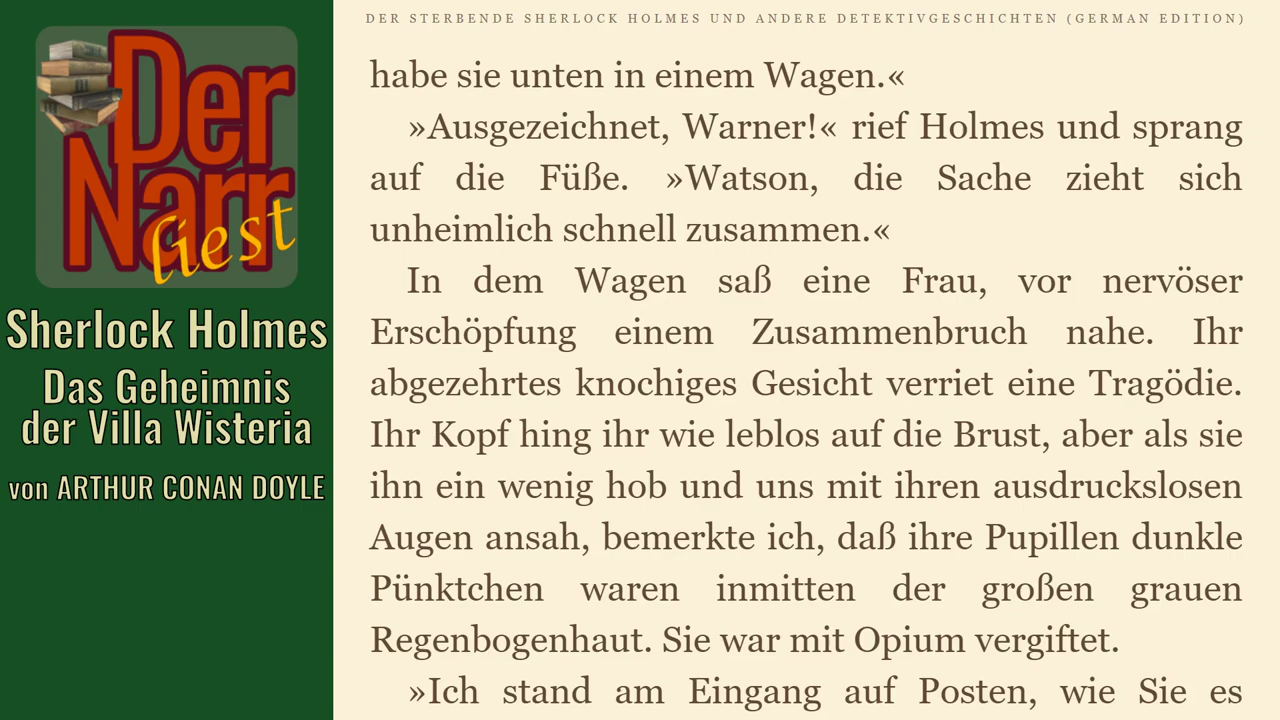 Der
Narr
liest
Sherlock Holmes
Das Geheimnis
der Villa Wisteria
von ARTHUR CONAN DOYLE
DER STERBENDE SHERLOCK HOLMES UND ANDERE DETEKTIVGESCHICHTEN (GERMAN EDITION)
habe sie unten in einem Wagen.«
»Ausgezeichnet, Warner!« rief Holmes und sprang
auf die Füße. »Watson, die Sache zieht sich
unheimlich schnell zusammen.«
In dem Wagen saß eine Frau, vor nervöser
Erschöpfung einem Zusammenbruch nahe. Ihr
abgezehrtes knochiges Gesicht verriet eine Tragödie.
Ihr Kopf hing ihr wie leblos auf die Brust, aber als sie
ihn ein wenig hob und uns mit ihren ausdruckslosen
Augen ansah, bemerkte ich, daß ihre Pupillen dunkle
Pünktchen waren inmitten der großen grauen
Regenbogenhaut. Sie war mit Opium vergiftet.
»Ich stand am Eingang auf Posten, wie Sie es